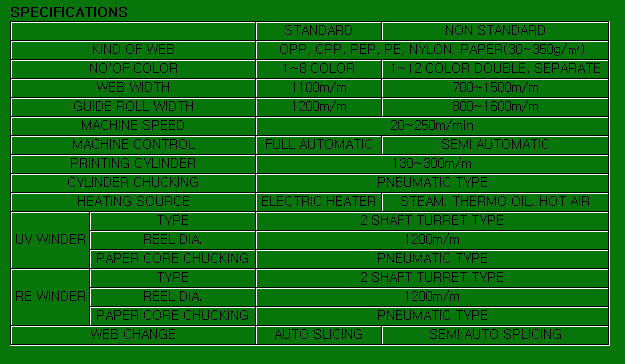 SPECIFICATIONS
STANDARD NON STANDARD
KIND OF WEB OPP, CPP, PEP, PE, NYLON. PAPER(30~350g/㎡)
NO'OF COLOR 1~8 COLOR 1~12 COLOR DOUBLE, SEPARATE
WEB WIDTH 1100m/m 700~1500m/m
GUIDE ROLL WIDTH 1200m/m 800~1600m/m
MACHINE SPEED 20~250m/min
MACHINE CONTROL FULL AUTOMATIC SEMI AUTOMATIC
PRINTING CYLINDER 130~300m/m
CYLINDER CHUCKING PNEUMATIC TYPE
HEATING SOURCE ELECTRIC HEATER STEAM. THERMO OIL. HOT AIR
UV WINDER TYPE 2 SHAFT TURRET TYPE
REEL DIA. 1200m/m
PAPER CORE CHUCKING PNEUMATIC TYPE
RE WINDER TYPE 2 SHAFT TURRET TYPE
REEL DIA. 1200m/m
PAPER CORE CHUCKING PNEUMATIC TYPE
WEB CHANGE AUTO SLICING SEMI AUTO SPLICING